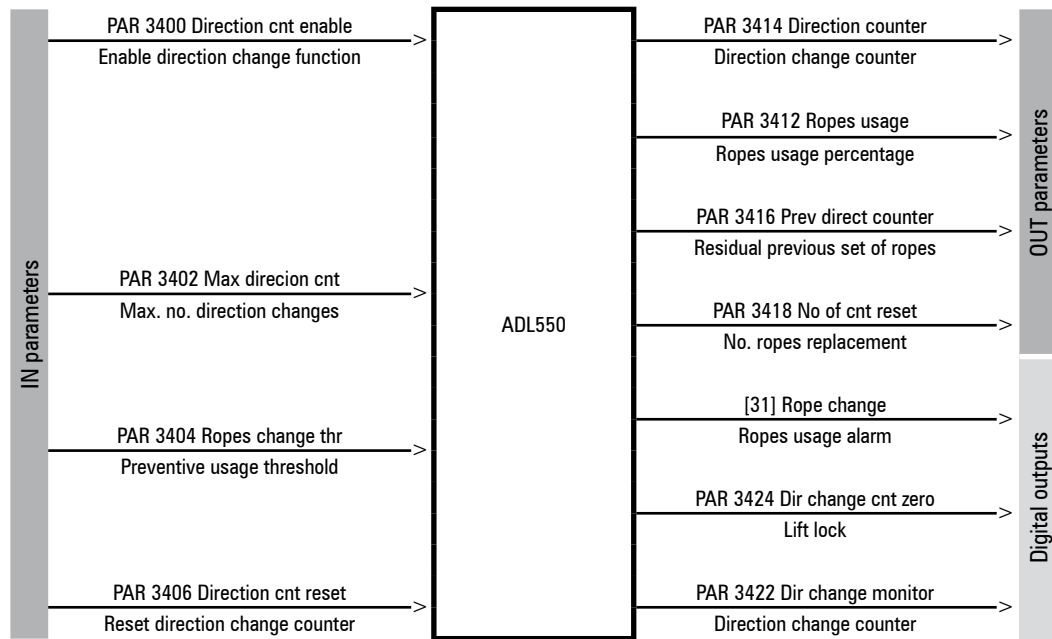 IN parameters
PAR 3400 Direction cnt enable
Enable direction change function
PAR 3402 Max direcion cnt
Max. no. direction changes
PAR 3404 Ropes change thr
Preventive usage threshold
PAR 3406 Direction cnt reset
Reset direction change counter
ADL550
PAR 3414 Direction counter
Direction change counter
PAR 3412 Ropes usage
Ropes usage percentage
PAR 3416 Prev direct counter
Residual previous set of ropes
PAR 3418 No of cnt reset
No. ropes replacement
[31] Rope change
Ropes usage alarm
PAR 3424 Dir change cnt zero
Lift lock
PAR 3422 Dir change monitor
Direction change counter
OUT parameters
Digital outputs